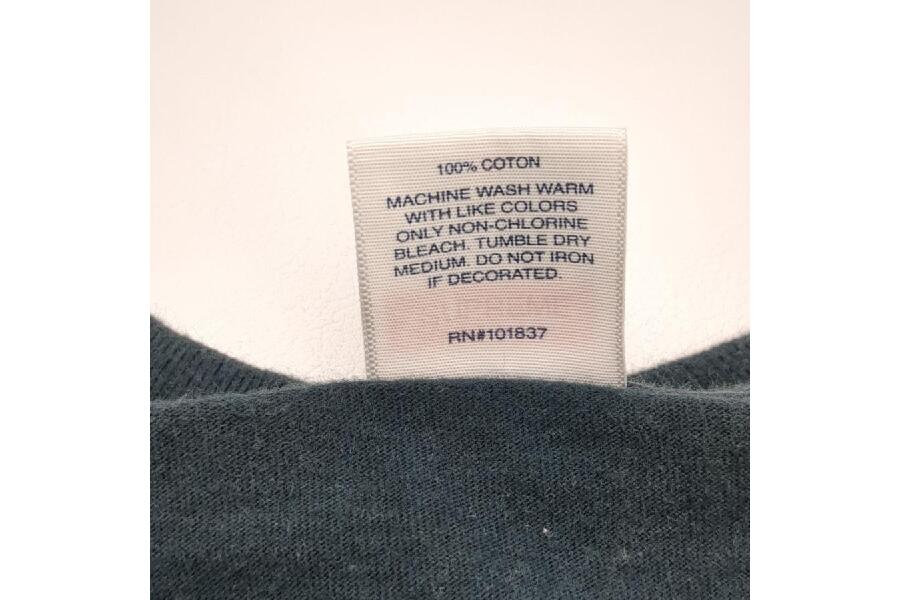 100% COTON
MACHINE WASH WARM
WITH LIKE COLORS
ONLY NON-CHLORINE
BLEACH. TUMBLE DRY
MEDIUM. DO NOT IRON
IF DECORATED.
RN#101837